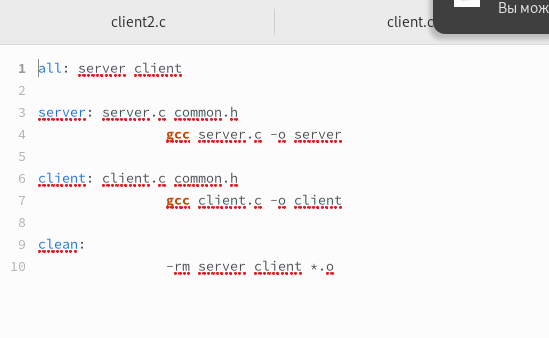 client2.c
client.c
Вы мож
1 all: server client
2
3 server: server.c common.h
4 gcc server.c -o server
5
6 client: client.c common.h
7 gcc client.c -o client
8
9 clean:
10 -rm server client *.o